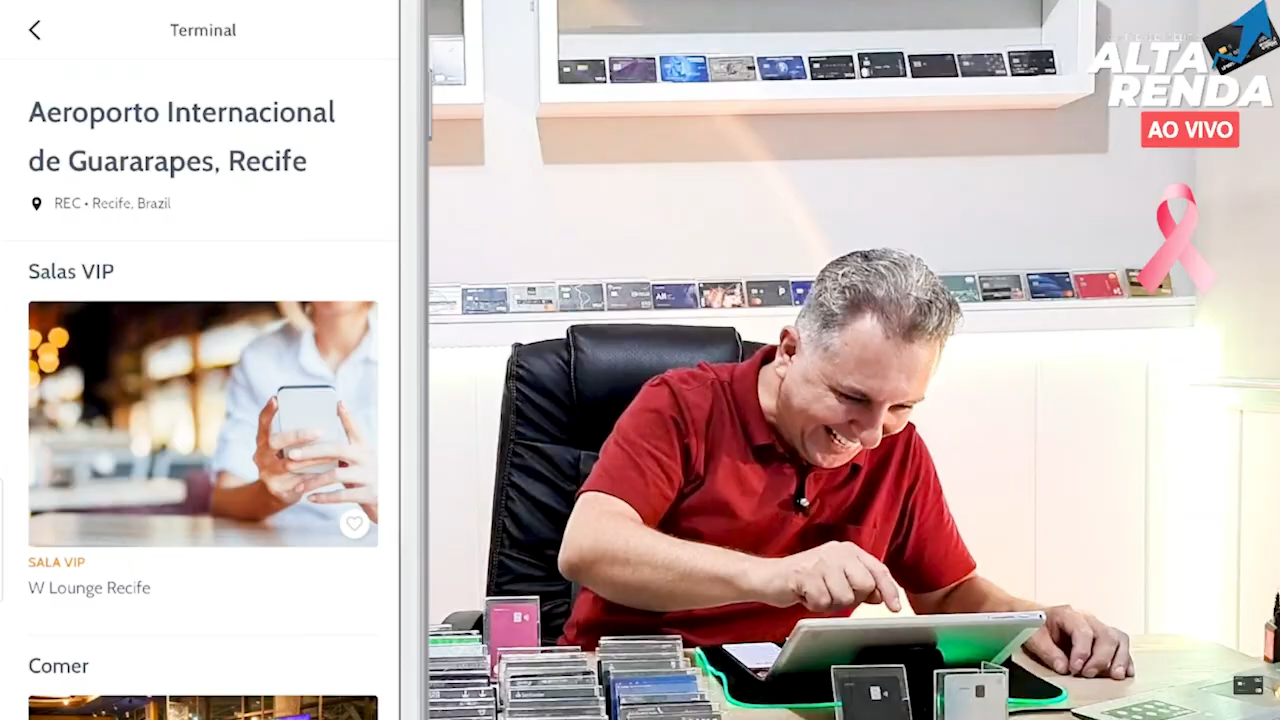 Terminal
Aeroporto Internacional
de Guararapes, Recife
REC • Recife, Brazil
Salas VIP
SALA VIP
W Lounge Recife
Comer
ALTA
RENDA
AO VIVO